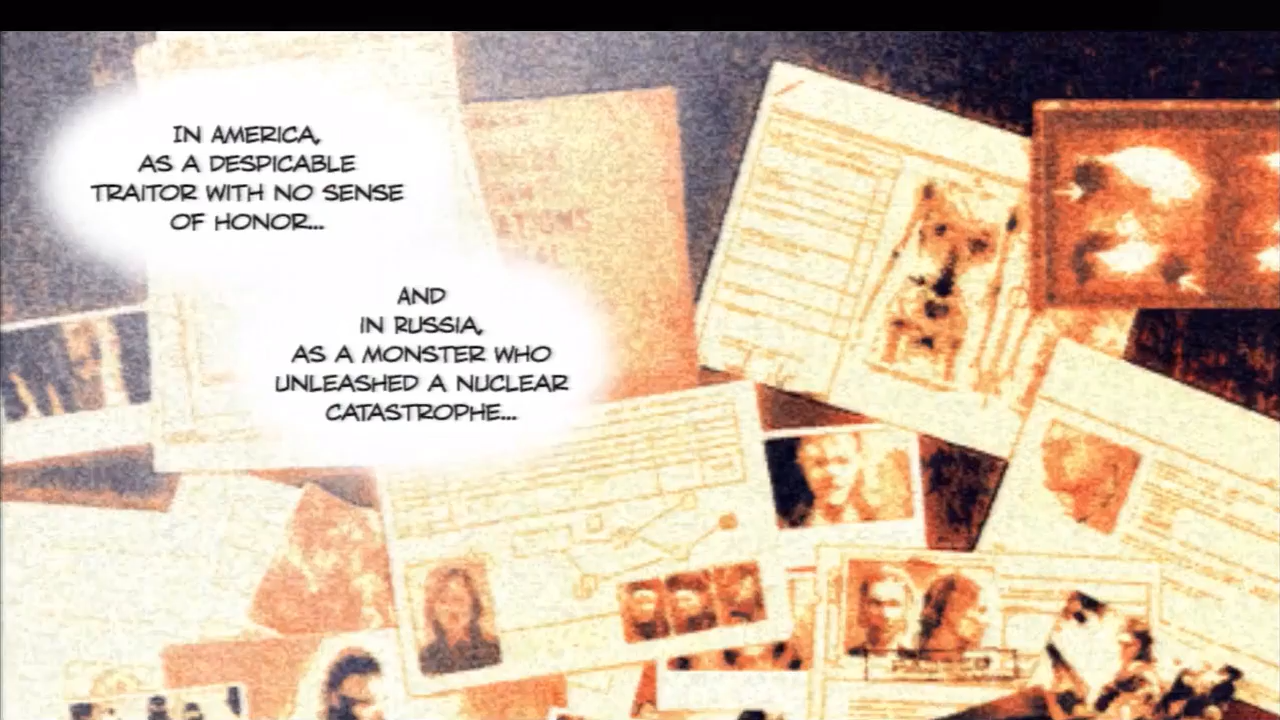 IN AMERICA,
AS A DESPICABLE
TRAITOR WITH NO SENSE
OF HONOR...
AND
IN RUSSIA,
AS A MONSTER WHO
UNLEASHED A NUCLEAR
CATASTROPHE...